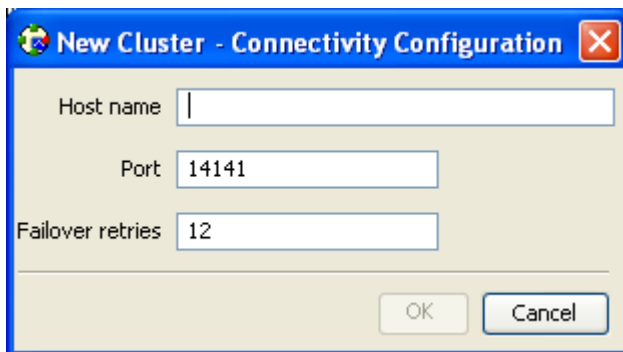 New Cluster - Connectivity Configuration
Host name
Port 14141
Failover retries 12
OK Cancel